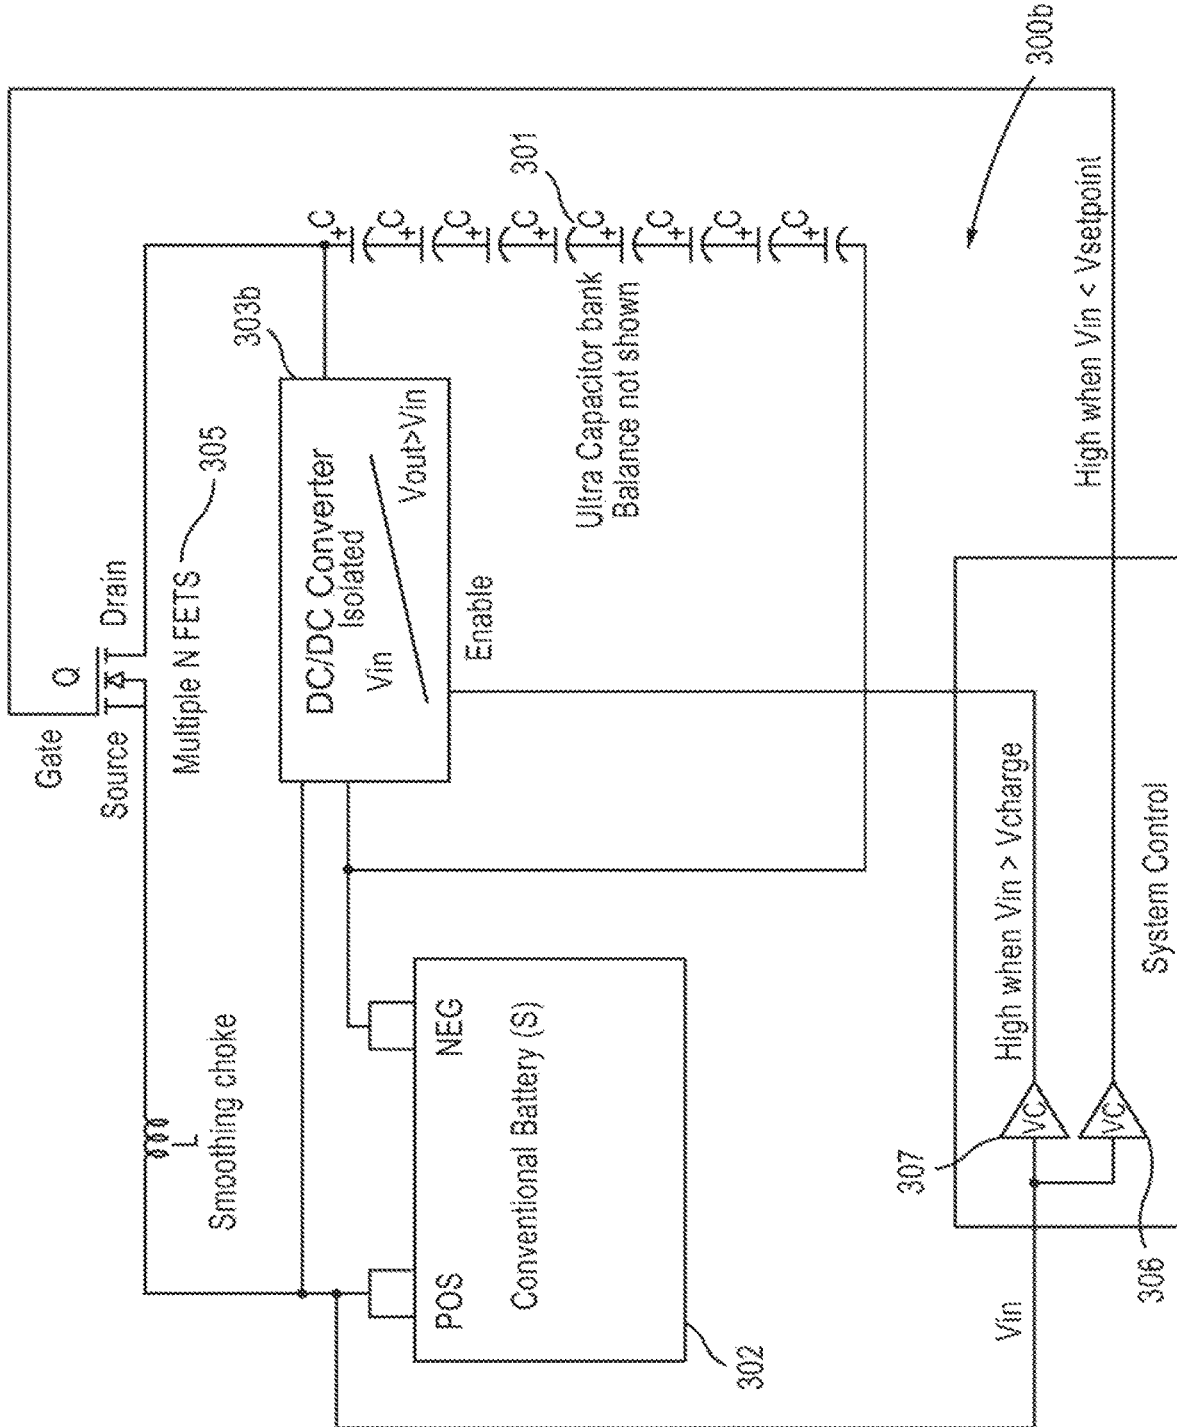 Gate
Q
Source
Drain
Multiple N FETS
305
L
Smoothing choke
303b
DC/DC Converter
Isolated
Vin
Vout>Vin
Enable
C
+
C
+
C
+
C
+
C
+
C
+
C
+
C
+
301
Ultra Capacitor bank
Balance not shown
POS
NEG
Conventional Battery (S)
302
Vin
307
VC
VC
306
High when Vin > Vcharge
High when Vin < Vsetpoint
System Control
300b